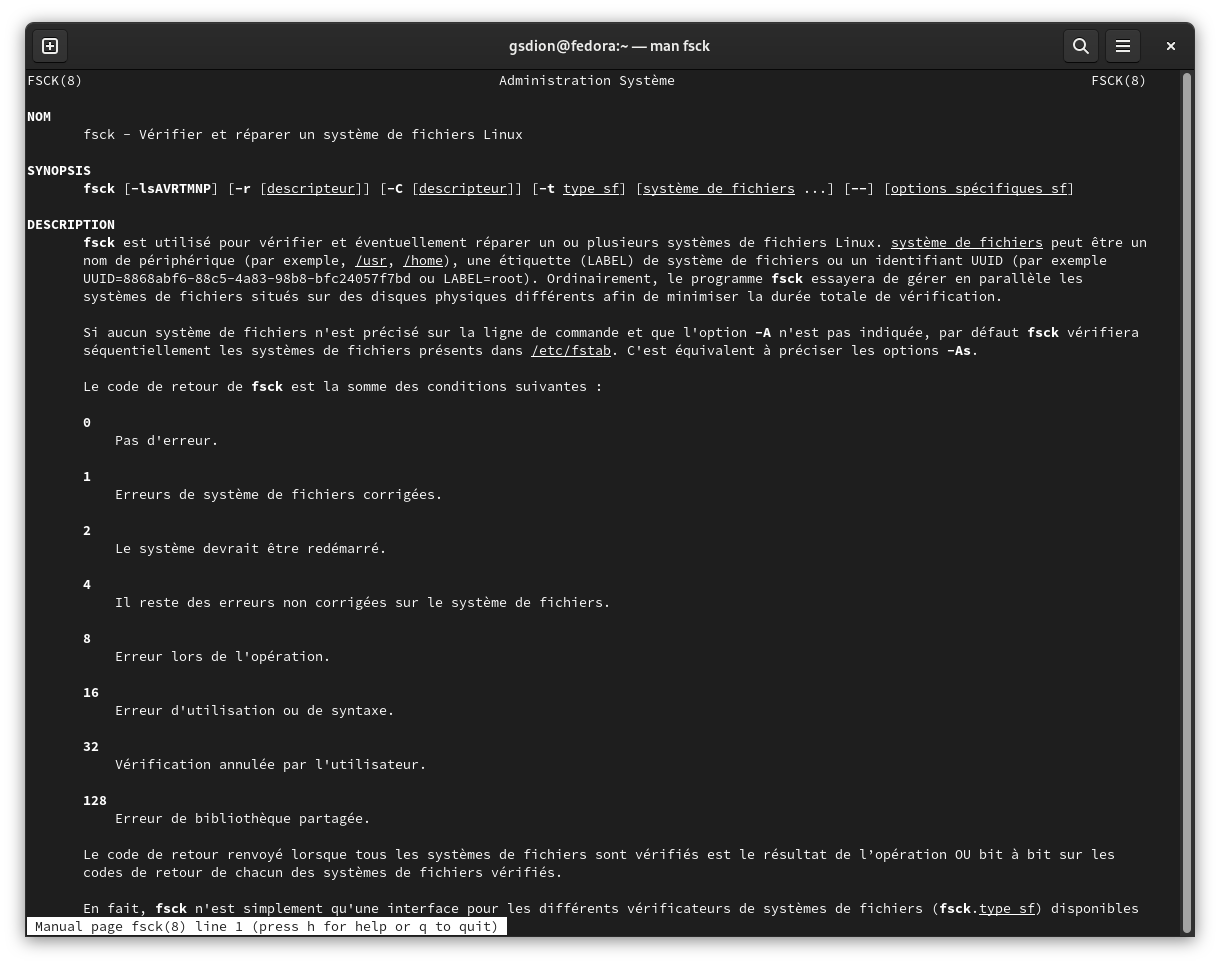 gsdion@fedora:~ — man fsck
FSCK(8) Administration Système FSCK(8)
NOM
fsck - Vérifier et réparer un système de fichiers Linux
SYNOPSIS
fsck [-lsAVRTMNP] [-r [descripteur]] [-C [descripteur]] [-t type_sf] [système_de_fichiers ...] [--] [options_spécifiques_sf]
DESCRIPTION
fsck est utilisé pour vérifier et éventuellement réparer un ou plusieurs systèmes de fichiers Linux. système_de_fichiers peut être un
nom de périphérique (par exemple, /usr, /home), une étiquette (LABEL) de système de fichiers ou un identifiant UUID (par exemple
UUID=8868abf6-88c5-4a83-98b8-bfc24057f7bd ou LABEL=root). Ordinairement, le programme fsck essayera de gérer en parallèle les
systèmes de fichiers situés sur des disques physiques différents afin de minimiser la durée totale de vérification.
Si aucun système de fichiers n'est précisé sur la ligne de commande et que l'option -A n'est pas indiquée, par défaut fsck vérifiera
séquentiellement les systèmes de fichiers présents dans /etc/fstab. C'est équivalent à préciser les options -As.
Le code de retour de fsck est la somme des conditions suivantes :
0
Pas d'erreur.
1
Erreurs de système de fichiers corrigées.
2
Le système devrait être redémarré.
4
Il reste des erreurs non corrigées sur le système de fichiers.
8
Erreur lors de l'opération.
16
Erreur d'utilisation ou de syntaxe.
32
Vérification annulée par l'utilisateur.
128
Erreur de bibliothèque partagée.
Le code de retour renvoyé lorsque tous les systèmes de fichiers sont vérifiés est le résultat de l’opération OU bit à bit sur les
codes de retour de chacun des systèmes de fichiers vérifiés.
En fait, fsck n'est simplement qu'une interface pour les différents vérificateurs de systèmes de fichiers (fsck.type_sf) disponibles
Manual page fsck(8) line 1 (press h for help or q to quit)